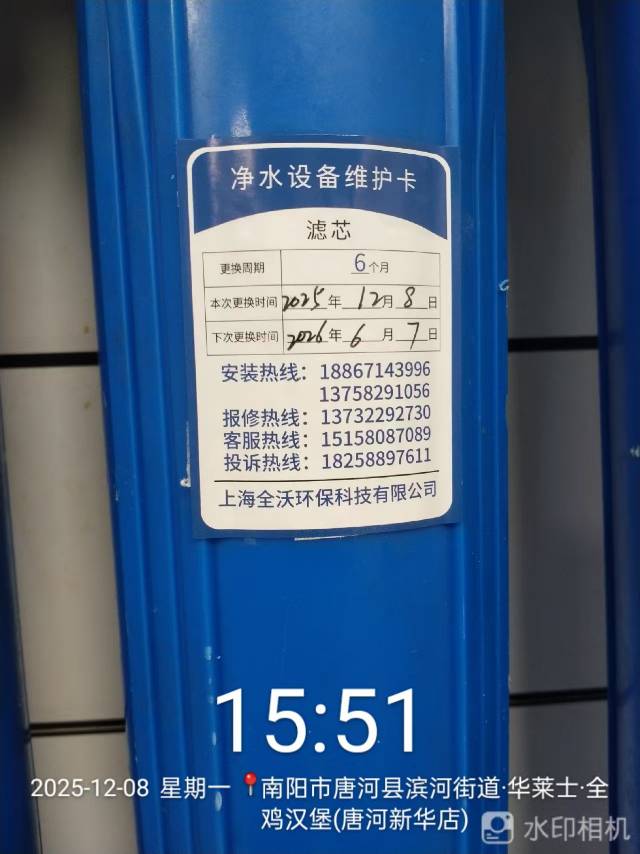 净水设备维护卡
滤芯
更换周期 6个月
本次更换时间 2025年 12月 8日
下次更换时间 2026年 6月 7日
安装热线：18867143996
13758291056
报修热线：13732292730
客服热线：15158087089
投诉热线：18258897611
上海全沃环保科技有限公司
15:51
2025-12-08 星期一 南阳市唐河县滨河街道·华莱士·全
鸡汉堡(唐河新华店)
水印相机